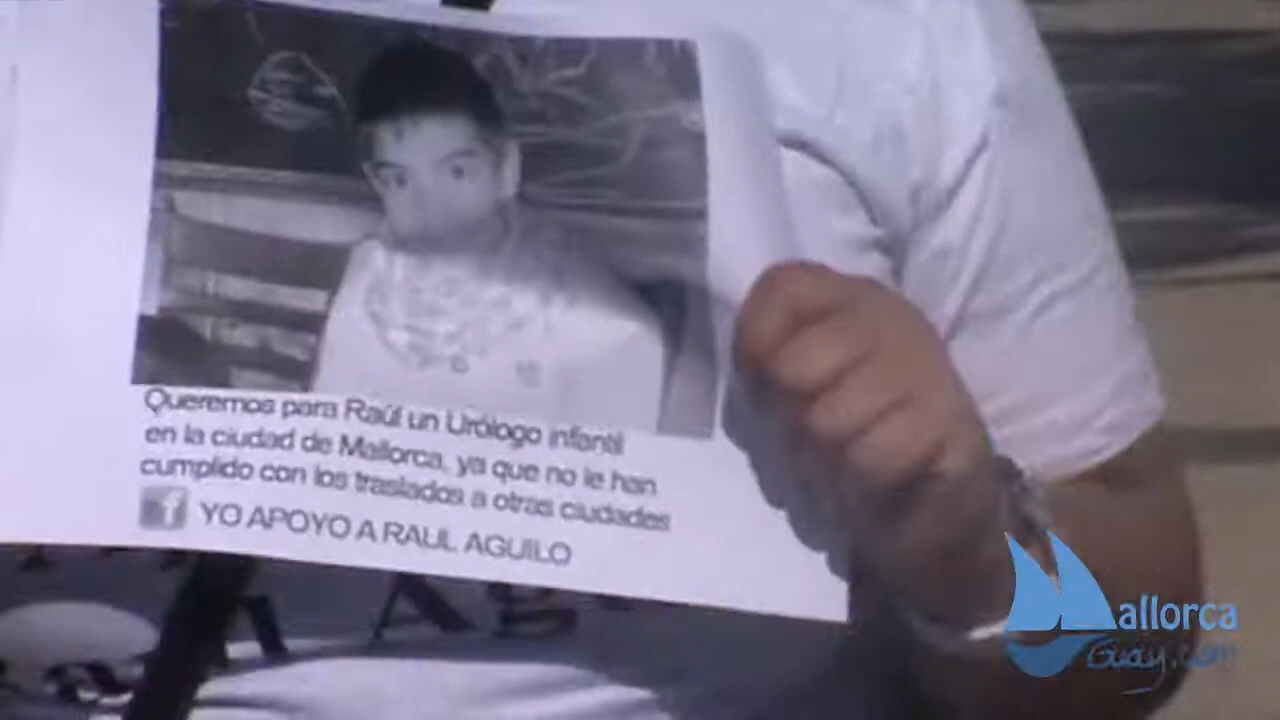 Queremos para Raúl un Urólogo infantil
en la ciudad de Mallorca, ya que no le han
cumplido con los traslados a otras ciudades
f YO APOYO A RAUL AGUILO
Mallorca
Guay.com